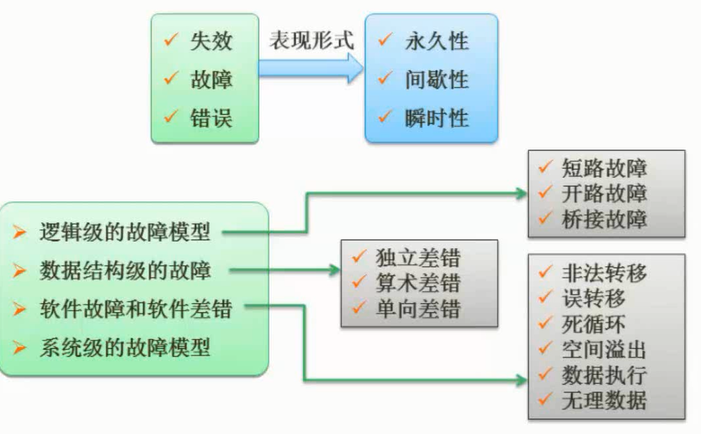 失效
故障
错误
表现形式
永久性
间歇性
瞬时性
逻辑级的故障模型
数据结构级的故障
软件故障和软件差错
系统级的故障模型
短路故障
开路故障
桥接故障
独立差错
算术差错
单向差错
非法转移
误转移
死循环
空间溢出
数据执行
无理数据